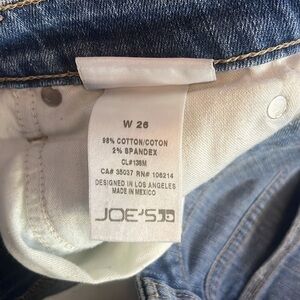 W 26
98% COTTON/COTON
2% SPANDEX
CL#136M
CA# 35037 RN# 106214
DESIGNED IN LOS ANGELES
MADE IN MEXICO
JOE'S